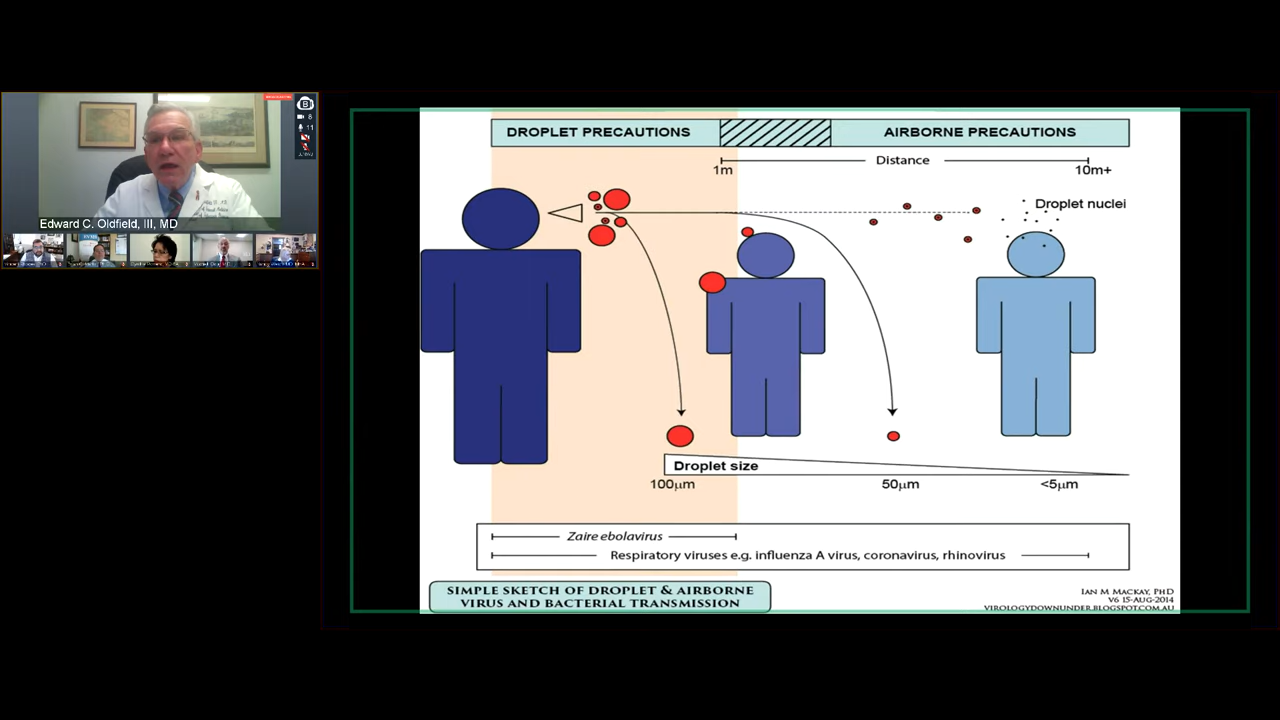 Edward C. Oldfield, III, MD
8
11
DROPLET PRECAUTIONS
AIRBORNE PRECAUTIONS
Distance
1m
10m+
Droplet nuclei
Droplet size
100µm
50µm
<5µm
Zaire ebolavirus
Respiratory viruses e.g. influenza A virus, coronavirus, rhinovirus
SIMPLE SKETCH OF DROPLET & AIRBORNE
VIRUS AND BACTERIAL TRANSMISSION
IAN M MACKAY, PHD
V6 15-AUG-2014
VIROLOGYDOWNUNDER.BLOGSPOT.COM.AU